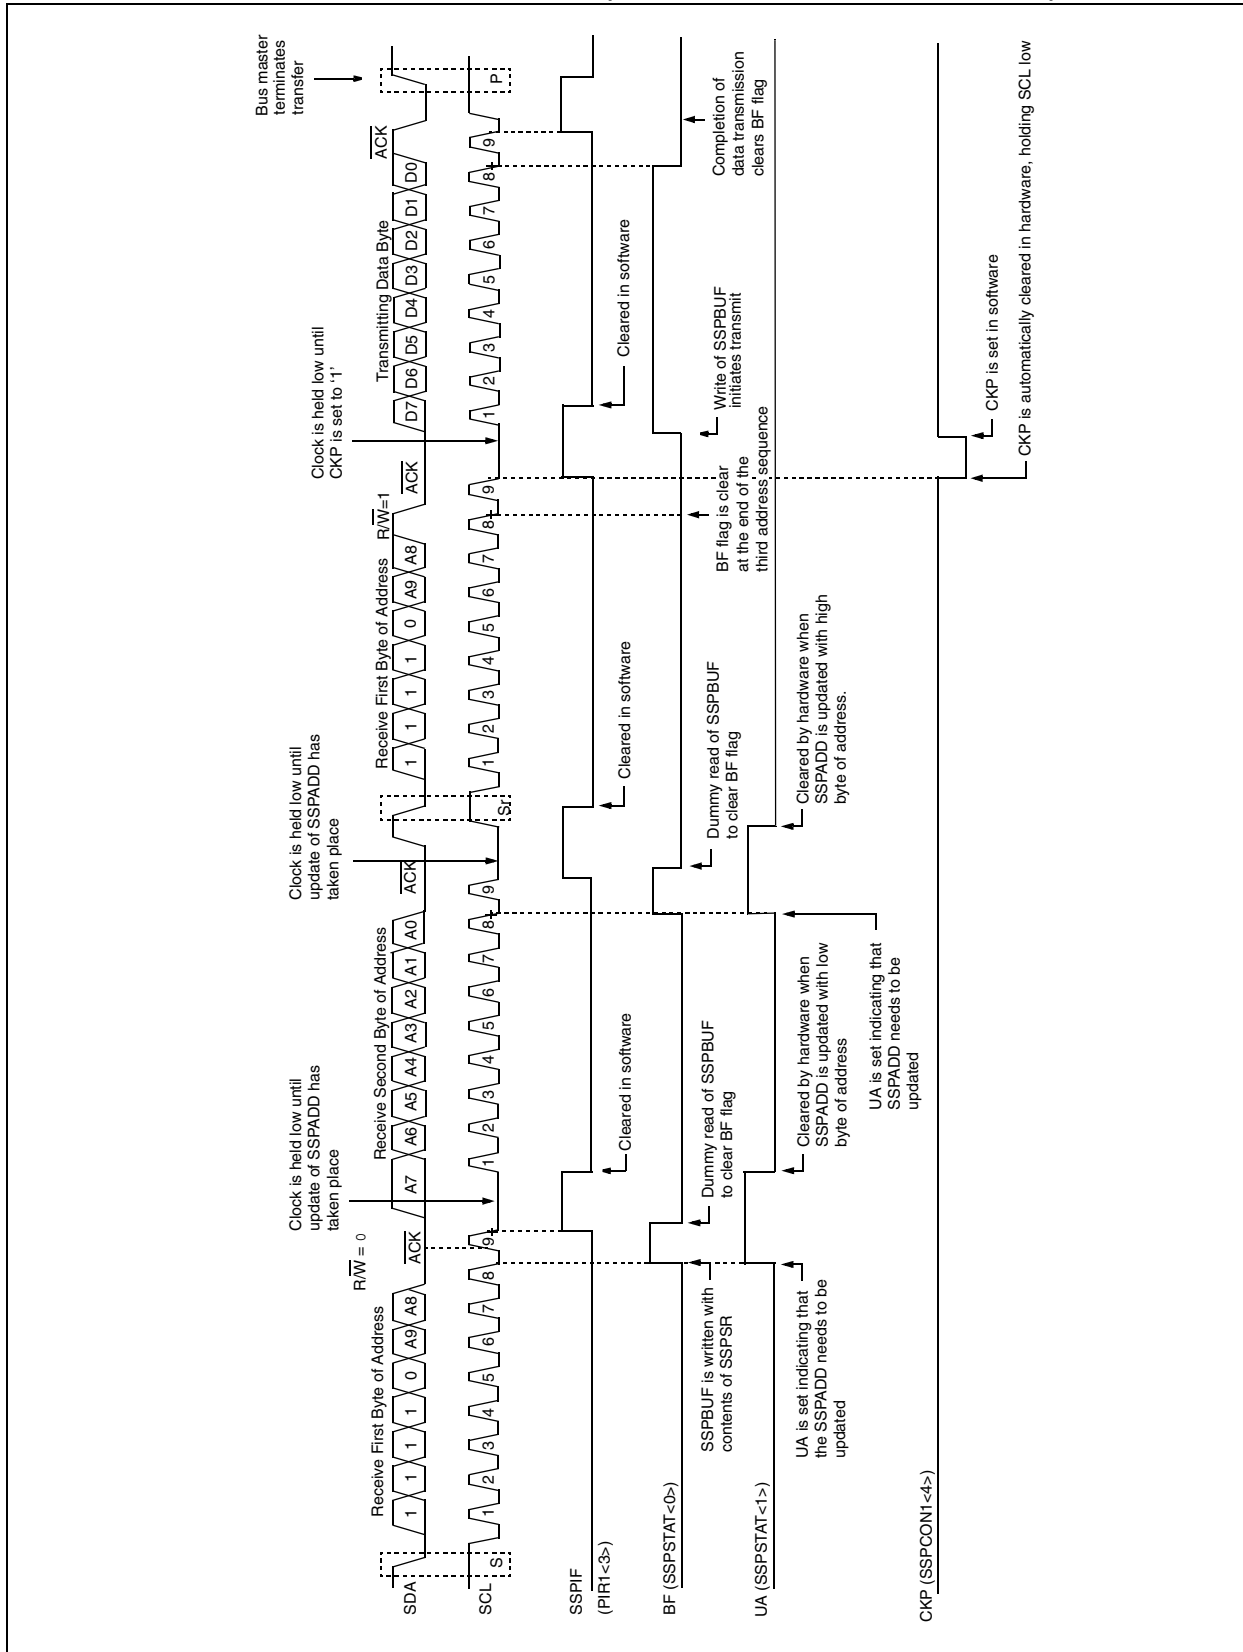 Bus master
terminates
transfer
Clock is held low until
CKP is set to ‘1’
Clock is held low until
update of SSPADD has
taken place
Clock is held low until
update of SSPADD has
taken place
R/W = 0
R/W=1
Receive First Byte of Address
ACK
Receive Second Byte of Address
ACK
Receive First Byte of Address
ACK
Transmitting Data Byte
ACK
SDA
1 1 1 1 0 A9 A8
A7 A6 A5 A4 A3 A2 A1 A0
1 1 1 1 0 A9 A8
D7 D6 D5 D4 D3 D2 D1 D0
SCL
S
1 2 3 4 5 6 7 8 9
1 2 3 4 5 6 7 8 9
Sr
1 2 3 4 5 6 7 8 9
1 2 3 4 5 6 7 8 9
P
SSPIF
(PIR1<3>)
Cleared in software
Cleared in software
Cleared in software
BF (SSPSTAT<0>)
SSPBUF is written with
contents of SSPSR
Dummy read of SSPBUF
to clear BF flag
Dummy read of SSPBUF
to clear BF flag
BF flag is clear
at the end of the
third address sequence
Write of SSPBUF
initiates transmit
Completion of
data transmission
clears BF flag
UA (SSPSTAT<1>)
UA is set indicating that
the SSPADD needs to be
updated
Cleared by hardware when
SSPADD is updated with low
byte of address
UA is set indicating that
SSPADD needs to be
updated
Cleared by hardware when
SSPADD is updated with high
byte of address.
CKP (SSPCON1<4>)
CKP is set in software
CKP is automatically cleared in hardware, holding SCL low